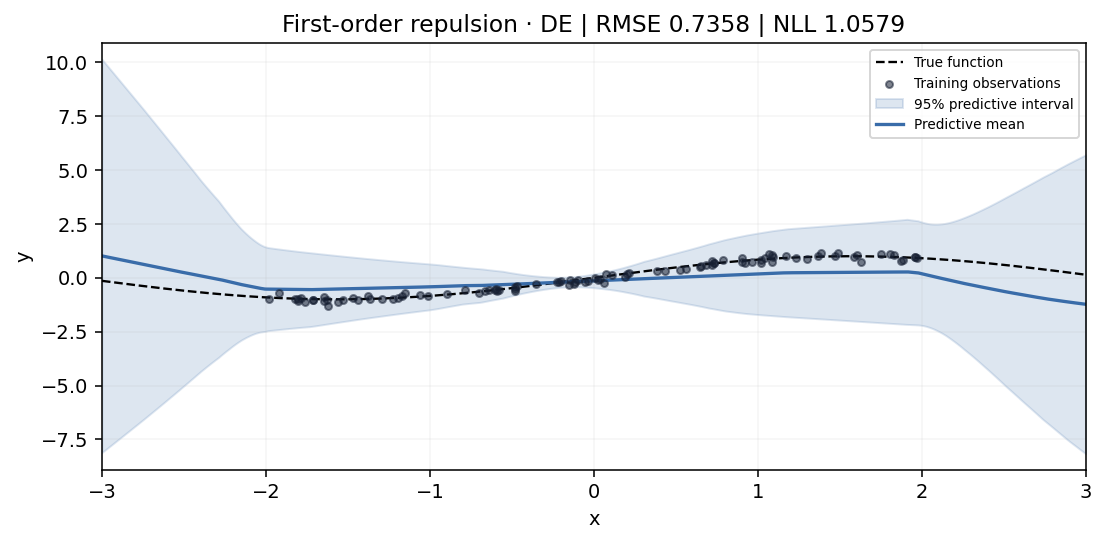 First-order repulsion · DE | RMSE 0.7358 | NLL 1.0579
True function
Training observations
95% predictive interval
Predictive mean
10.0
7.5
5.0
2.5
0.0
−2.5
−5.0
−7.5
y
−3
−2
−1
0
1
2
3
x